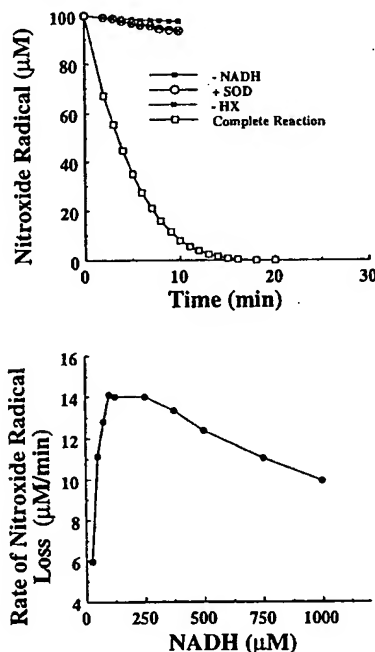 100
80
60
40
20
0
Nitroxide Radical (μM)
- NADH
+ SOD
- HX
Complete Reaction
0 10 20 30
Time (min)
16
14
12
10
8
6
4
Rate of Nitroxide Radical
Loss (μM/min)
0 250 500 750 1000
NADH (μM)